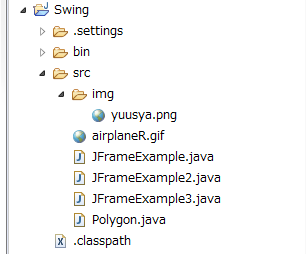 Swing
.settings
bin
src
img
yuusya.png
airplaneR.gif
JFrameExample.java
JFrameExample2.java
JFrameExample3.java
Polygon.java
.classpath